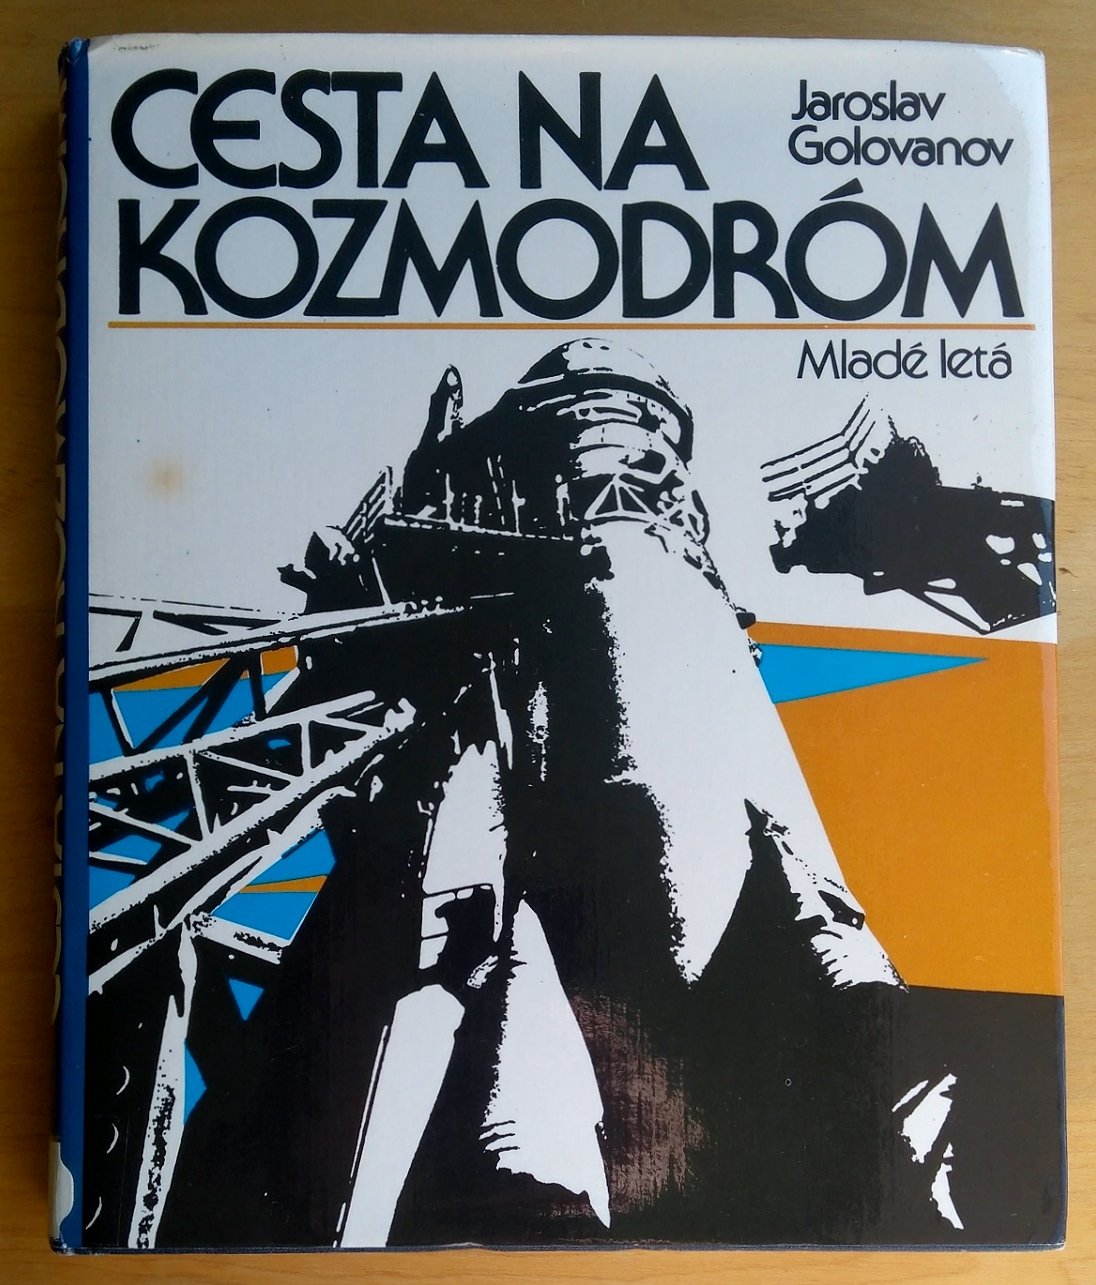 CESTA NA
KOZMODRÓM
Jaroslav
Golovanov
Mladé letá